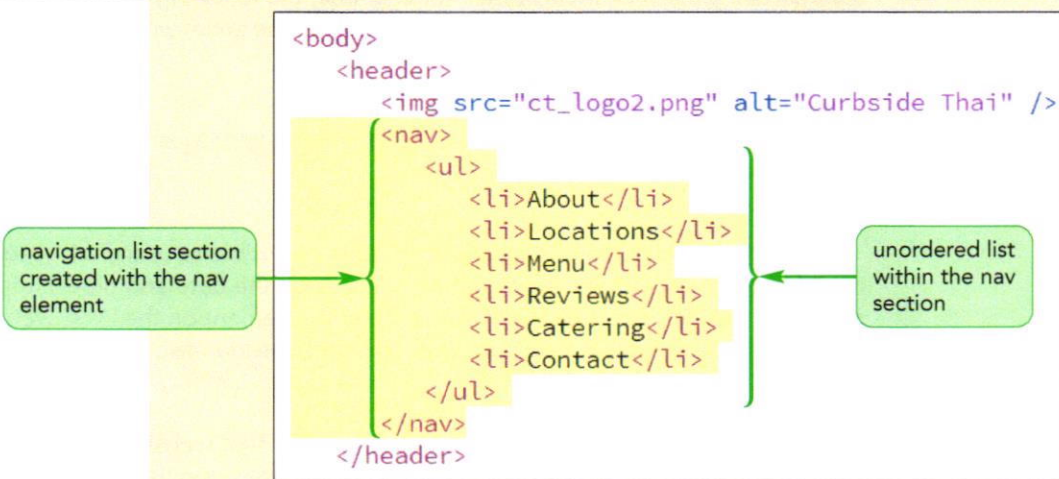 <body>
<header>
<img src="ct_logo2.png" alt="Curbside Thai" />
<nav>
<ul>
<li>About</li>
<li>Locations</li>
<li>Menu</li>
<li>Reviews</li>
<li>Catering</li>
<li>Contact</li>
</ul>
</nav>
</header>
navigation list section
created with the nav
element
unordered list
within the nav
section